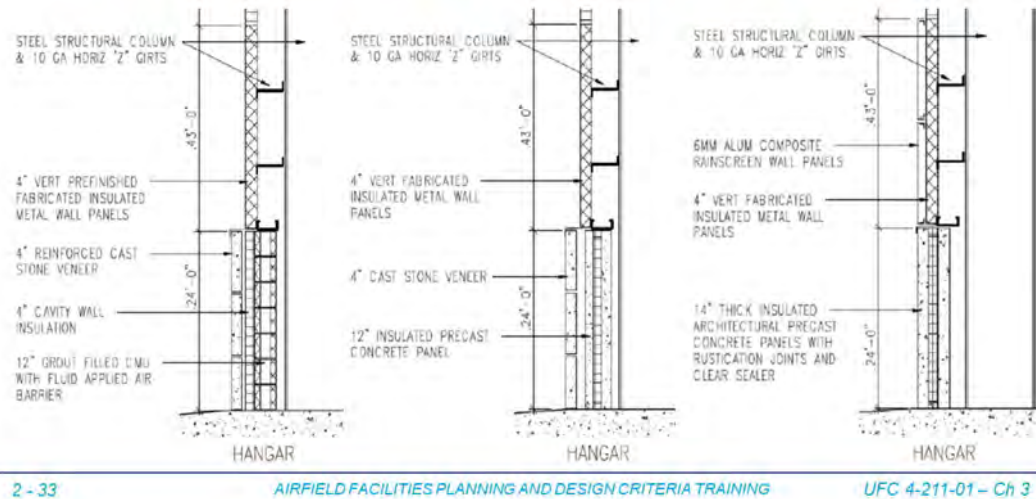 STEEL STRUCTURAL COLUMN
& 10 GA HORIZ "Z" GIRTS
43'-0"
4" VERT PREFINISHED
FABRICATED INSULATED
METAL WALL PANELS
4" REINFORCED CAST
STONE VENEER
24'-0"
4" CAVITY WALL
INSULATION
12" GROUT FILLED CMU
WITH FLUID APPLIED AIR
BARRIER
HANGAR
STEEL STRUCTURAL COLUMN
& 10 GA HORIZ "Z" GIRTS
43'-0"
4" VERT FABRICATED
INSULATED METAL WALL
PANELS
4" CAST STONE VENEER
24'-0"
12" INSULATED PRECAST
CONCRETE PANEL
HANGAR
STEEL STRUCTURAL COLUMN
& 10 GA HORIZ "Z" GIRTS
43'-0"
6MM ALUM COMPOSITE
RAINSCREEN WALL PANELS
4" VERT FABRICATED
INSULATED METAL WALL
PANELS
14" THICK INSULATED
ARCHITECTURAL PRECAST
CONCRETE PANELS WITH
RUSTICATION JOINTS AND
CLEAR SEALER
24'-0"
HANGAR
2 - 33
AIRFIELD FACILITIES PLANNING AND DESIGN CRITERIA TRAINING
UFC 4-211-01 – Ch 3